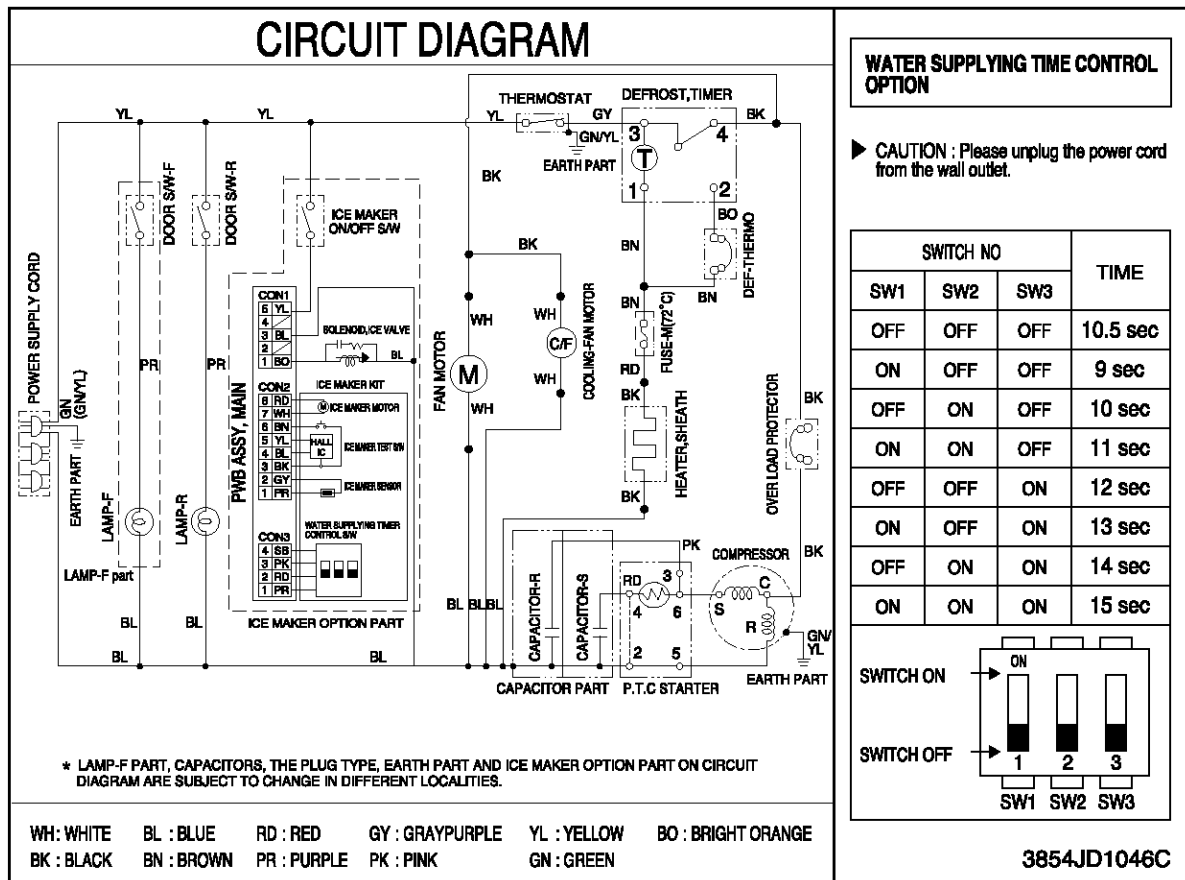 CIRCUIT DIAGRAM
THERMOSTAT
DEFROST,TIMER
YL
YL
YL
GY
BK
GN/YL
EARTH PART
3
4
T
1
2
BK
BO
DOOR S/W-F
DOOR S/W-R
ICE MAKER
ON/OFF S/W
BK
BN
DEF-THERMO
BN
BN
POWER SUPPLY CORD
CON1
5 YL
4
3 BL
2
1 BO
SOLENOID,ICE VALVE
BL
WH
WH
C/F
WH
COOLING-FAN MOTOR
FUSE-M(72°C)
RD
BK
PR
PR
FAN MOTOR
M
WH
GN
(GN/YL)
EARTH PART
PWB ASSY, MAIN
CON2
8 RD
7 WH
6 BN
5 YL
4 BL
3 BK
2 GY
1 PR
ICE MAKER KIT
M ICE MAKER MOTOR
HALL
IC
ICE MAKER TEST S/W
ICE MAKER SENSOR
HEATER,SHEATH
BK
OVER LOAD PROTECTOR
BK
LAMP-F
LAMP-R
LAMP-F part
CON3
4 SB
3 PK
2 RD
1 PR
WATER SUPPLYING TIMER
CONTROL S/W
ICE MAKER OPTION PART
PK
COMPRESSOR
BK
RD
3
4
6
S
C
R
BL
BL
BL
BL
BL
BL
BL
BL
CAPACITOR-R
CAPACITOR-S
2
5
GN/
YL
CAPACITOR PART
P.T.C STARTER
EARTH PART
* LAMP-F PART, CAPACITORS, THE PLUG TYPE, EARTH PART AND ICE MAKER OPTION PART ON CIRCUIT
DIAGRAM ARE SUBJECT TO CHANGE IN DIFFERENT LOCALITIES.
WH: WHITE BL : BLUE RD : RED GY : GRAYPURPLE YL : YELLOW BO : BRIGHT ORANGE
BK : BLACK BN : BROWN PR : PURPLE PK : PINK GN : GREEN
WATER SUPPLYING TIME CONTROL
OPTION
▶ CAUTION : Please unplug the power cord
from the wall outlet.
SWITCH NO TIME
SW1 SW2 SW3
OFF OFF OFF 10.5 sec
ON OFF OFF 9 sec
OFF ON OFF 10 sec
ON ON OFF 11 sec
OFF OFF ON 12 sec
ON OFF ON 13 sec
OFF ON ON 14 sec
ON ON ON 15 sec
ON
SWITCH ON
SWITCH OFF
1 2 3
SW1 SW2 SW3
3854JD1046C